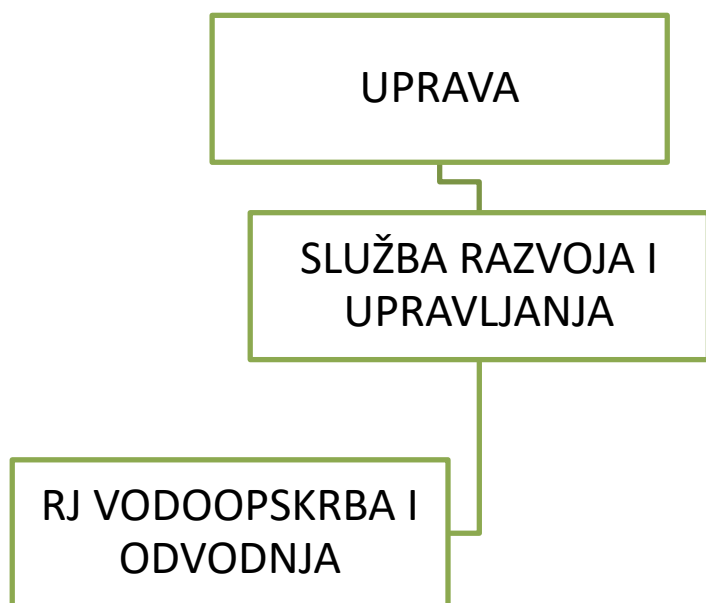 UPRAVA
SLUŽBA RAZVOJA I
UPRAVLJANJA
RJ VODOOPSKRBA I
ODVODNJA